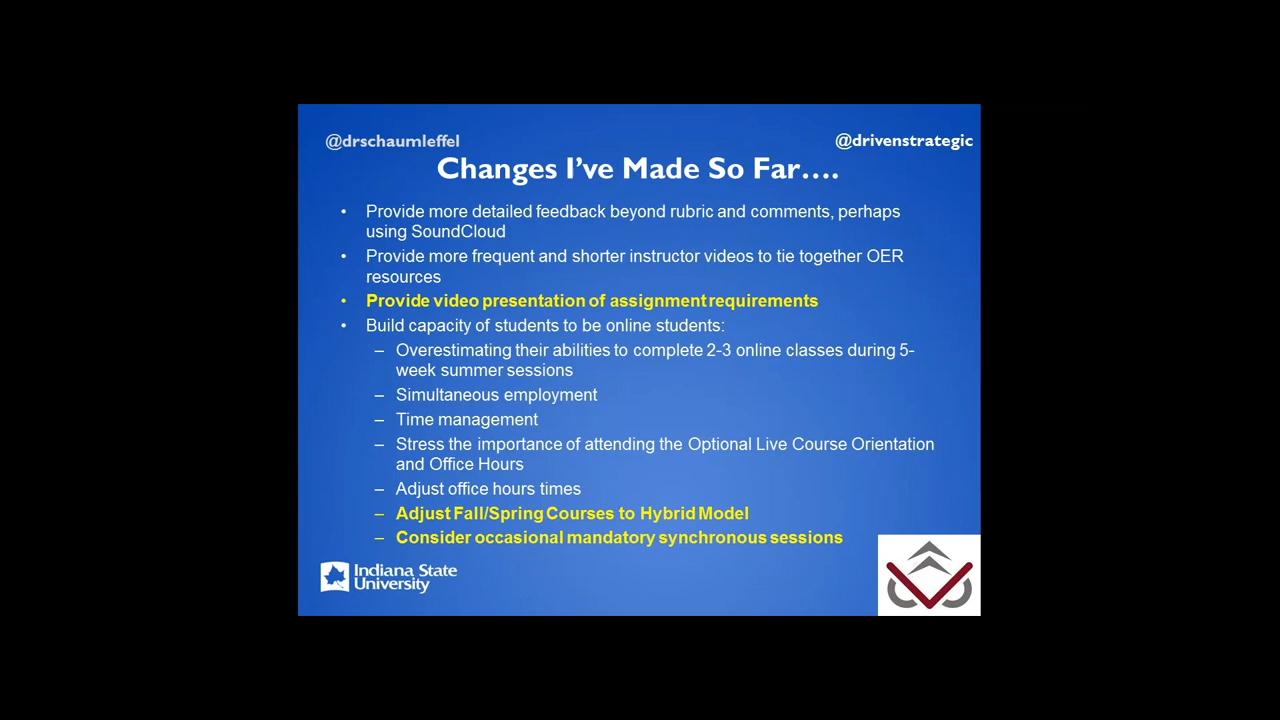 @drschaumleffel
@drivenstrategic
Changes I've Made So Far….
• Provide more detailed feedback beyond rubric and comments, perhaps
using SoundCloud
• Provide more frequent and shorter instructor videos to tie together OER
resources
• Provide video presentation of assignment requirements
• Build capacity of students to be online students:
– Overestimating their abilities to complete 2-3 online classes during 5-
week summer sessions
– Simultaneous employment
– Time management
– Stress the importance of attending the Optional Live Course Orientation
and Office Hours
– Adjust office hours times
– Adjust Fall/Spring Courses to Hybrid Model
– Consider occasional mandatory synchronous sessions
Indiana State
University